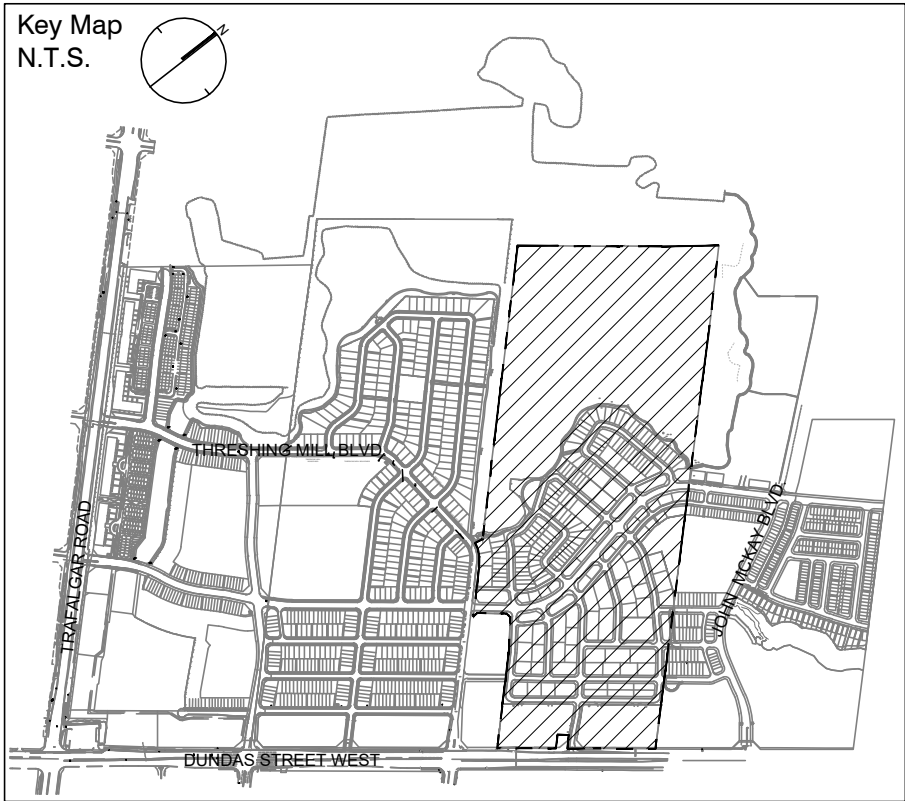 Key Map
N.T.S.
N
THRESHING MILL BLVD.
TRAFALGAR ROAD
JOHN MCKAY BLVD.
DUNDAS STREET WEST